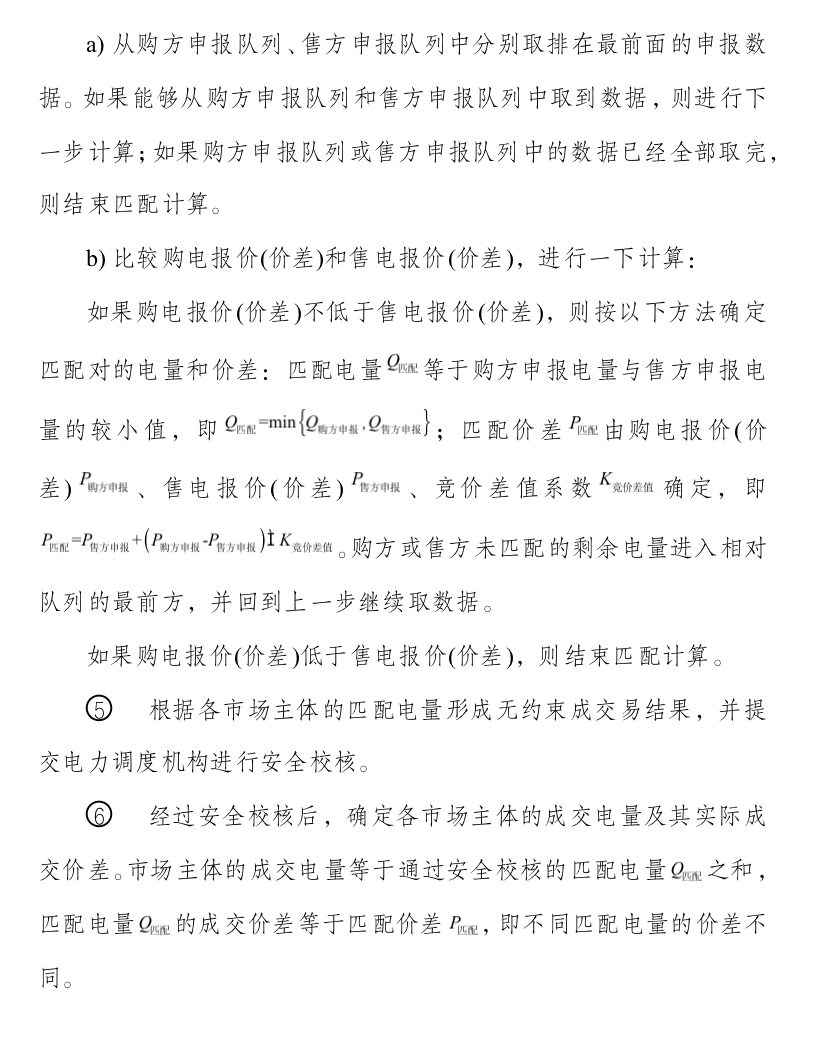 a) 从购方申报队列、售方申报队列中分别取排在最前面的申报数
据。如果能够从购方申报队列和售方申报队列中取到数据，则进行下
一步计算；如果购方申报队列或售方申报队列中的数据已经全部取完，
则结束匹配计算。
b) 比较购电报价(价差)和售电报价(价差)，进行一下计算：
如果购电报价(价差)不低于售电报价(价差)，则按以下方法确定
匹配对的电量和价差：匹配电量Q匹配等于购方申报电量与售方申报电
量的较小值，即Q匹配=min{Q购方申报,Q售方申报}；匹配价差P匹配由购电报价(价
差)P购方申报、售电报价(价差)P售方申报、竞价差值系数K竞价差值确定，即
P匹配=P售方申报+(P购方申报-P售方申报)Ì K竞价差值。购方或售方未匹配的剩余电量进入相对
队列的最前方，并回到上一步继续取数据。
如果购电报价(价差)低于售电报价(价差)，则结束匹配计算。
⑤ 根据各市场主体的匹配电量形成无约束成交易结果，并提
交电力调度机构进行安全校核。
⑥ 经过安全校核后，确定各市场主体的成交电量及其实际成
交价差。市场主体的成交电量等于通过安全校核的匹配电量Q匹配之和，
匹配电量Q匹配的成交价差等于匹配价差P匹配，即不同匹配电量的价差不
同。